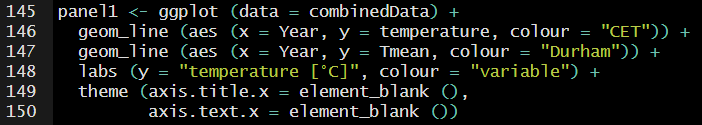 145 panel1 <- ggplot (data = combinedData) +
146   geom_line (aes (x = Year, y = temperature, colour = "CET")) +
147   geom_line (aes (x = Year, y = Tmean, colour = "Durham")) +
148   labs (y = "temperature [°C]", colour = "variable") +
149   theme (axis.title.x = element_blank (),
150          axis.text.x = element_blank ())